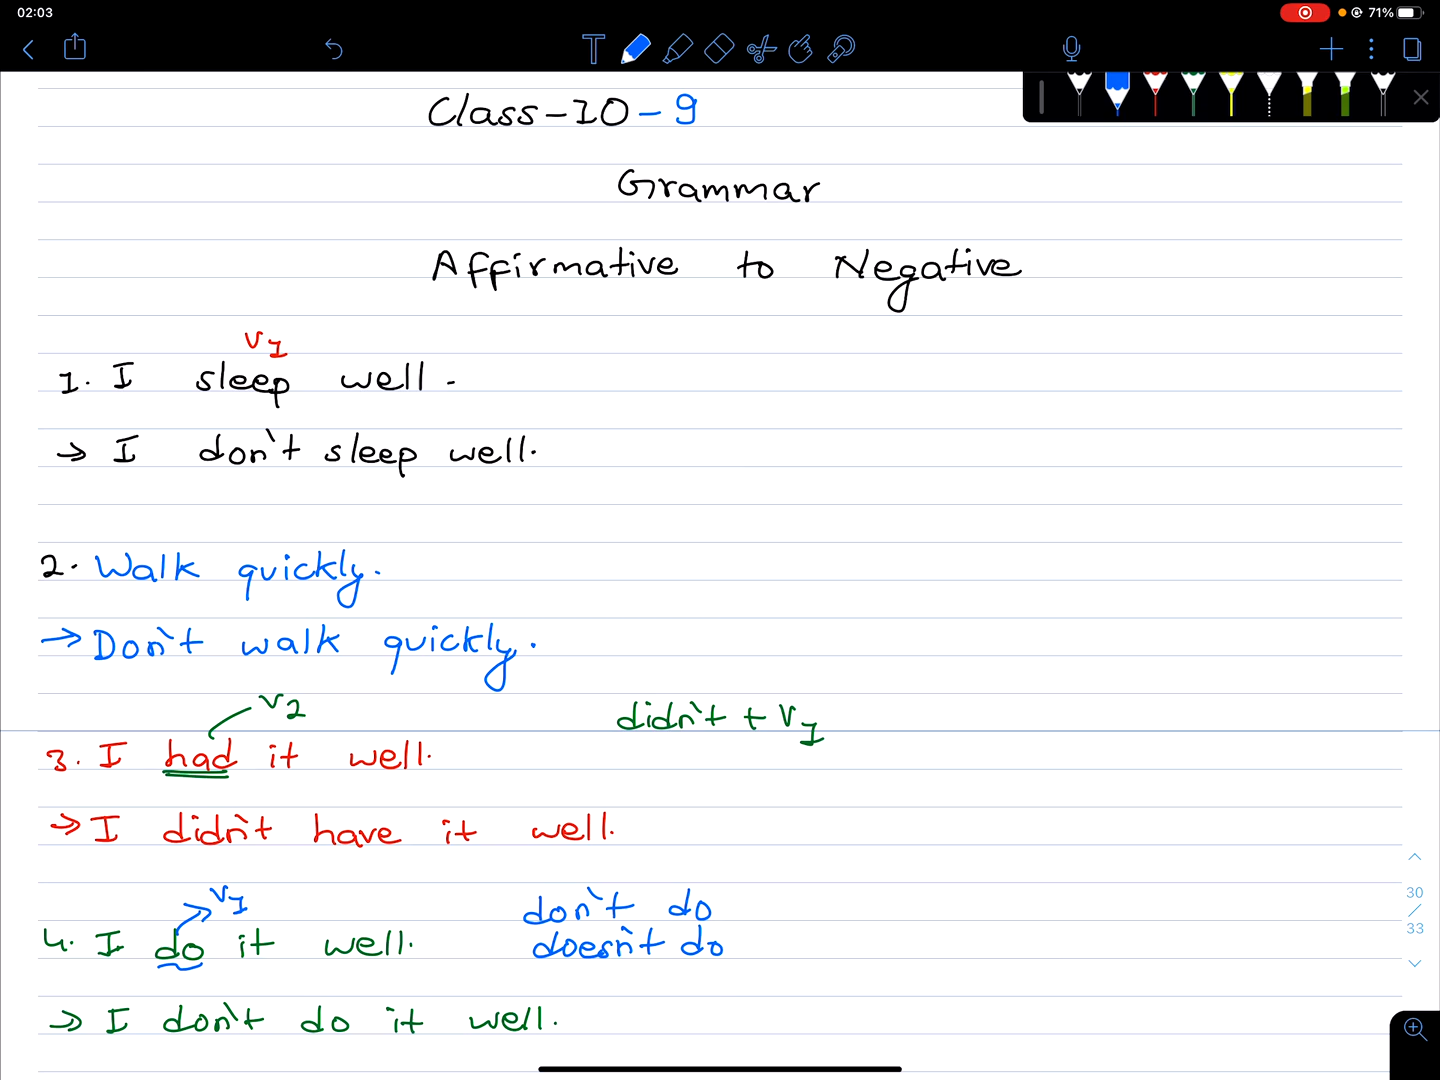 02:03
71%
T
Class-10-9
Grammar
Affirmative to Negative
V1
1. I sleep well.
→ I don't sleep well.
2. Walk quickly.
→ Don't walk quickly.
V2
didn't + V1
3. I had it well.
→ I didn't have it well.
V1
don't do
4. I do it well.
doesn't do
→ I don't do it well.
30
/
33